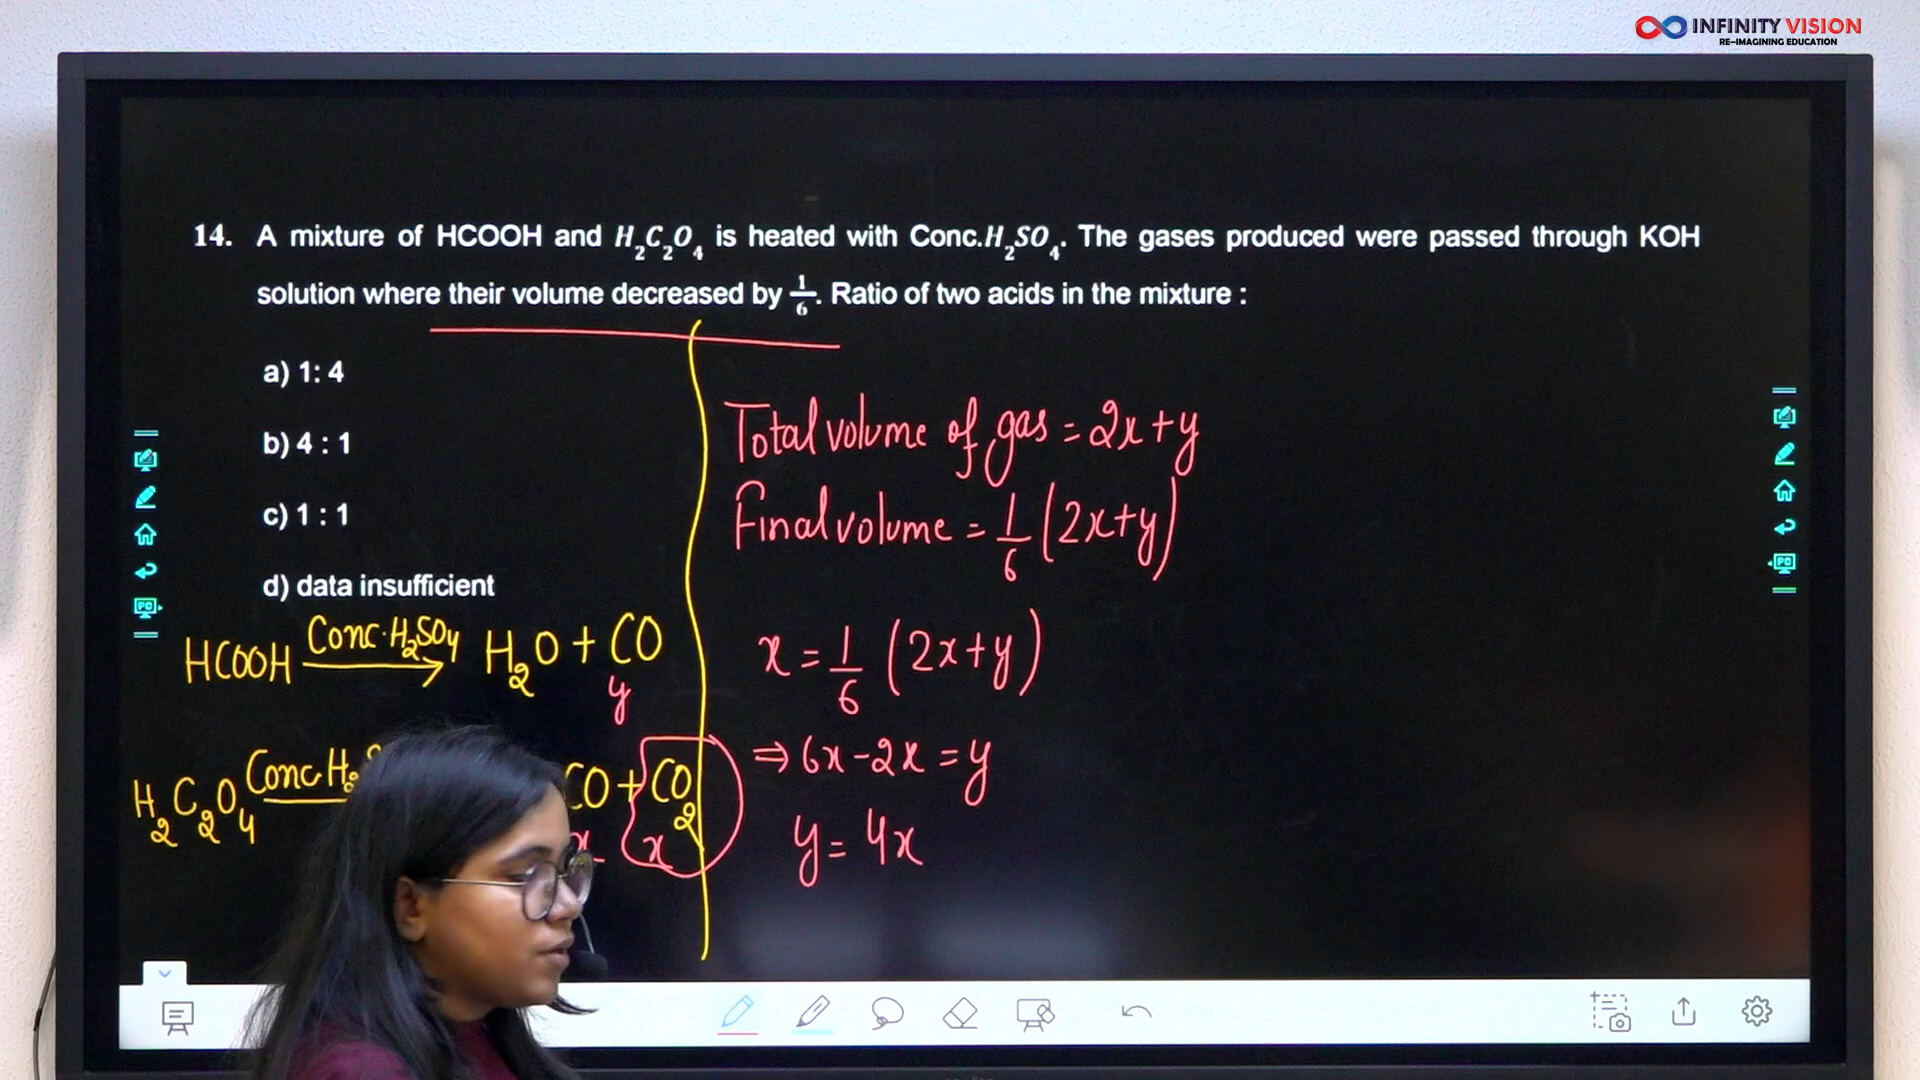 INFINITY VISION
RE-IMAGINING EDUCATION
14. A mixture of HCOOH and H₂C₂O₄ is heated with Conc.H₂SO₄. The gases produced were passed through KOH
solution where their volume decreased by 1/6. Ratio of two acids in the mixture :
a) 1: 4
b) 4 : 1
c) 1 : 1
d) data insufficient
HCOOH Conc·H₂SO₄ → H₂O + CO
y
H₂C₂O₄ Conc·H₂ CO + CO₂
x x
Total volume of gas = 2x+y
Final volume = 1/6 (2x+y)
x = 1/6 (2x+y)
⇒ 6x-2x = y
y = 4x
PC
PC